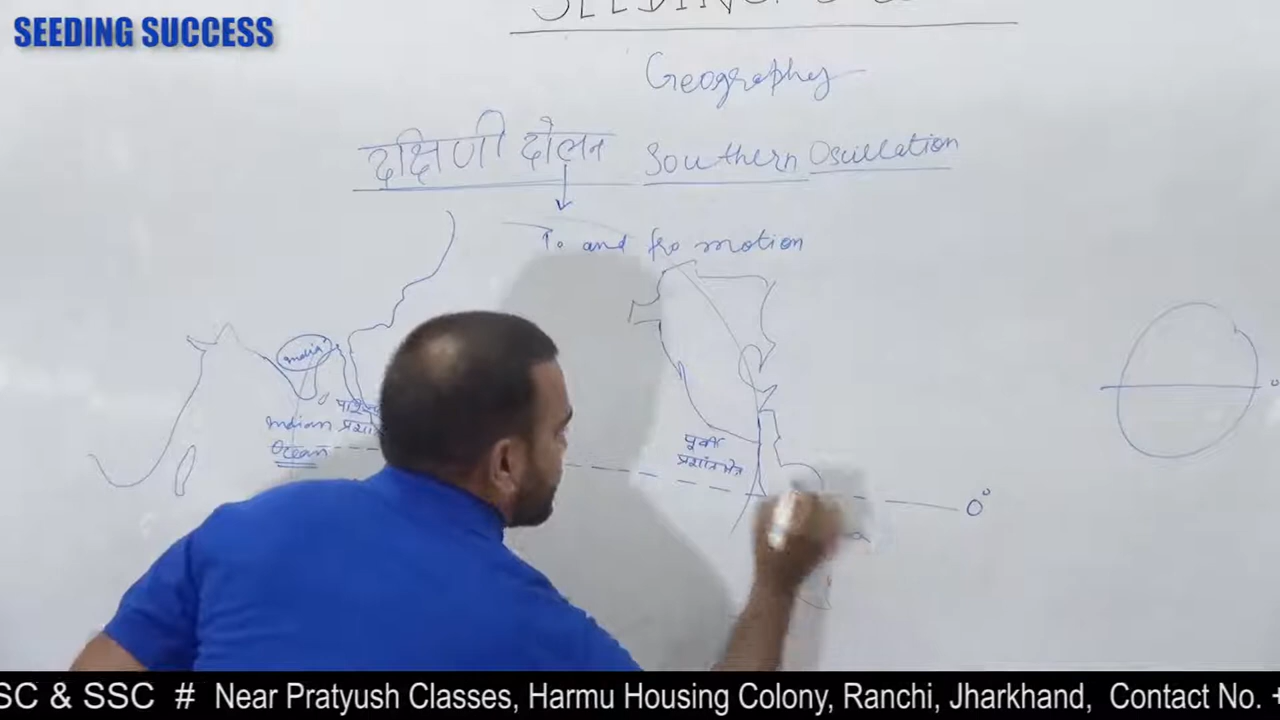 SEEDING SUCCESS
SEEDING
Geography
दक्षिणी दोलन Southern Oscillation
To and fro motion
India
Indian
Ocean
पूर्वी
प्रशांत क्षेत्र
0°
SC & SSC # Near Pratyush Classes, Harmu Housing Colony, Ranchi, Jharkhand, Contact No. +